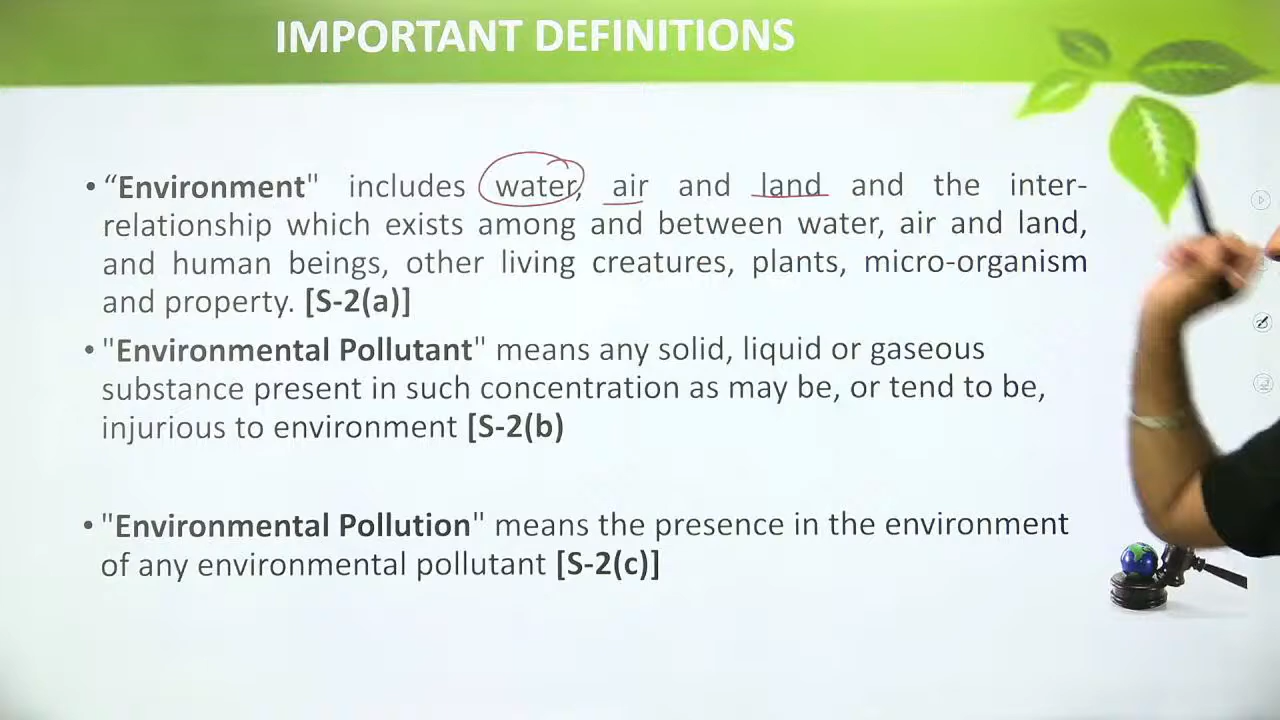 IMPORTANT DEFINITIONS
• “Environment" includes water, air and land and the inter-
relationship which exists among and between water, air and land,
and human beings, other living creatures, plants, micro-organism
and property. [S-2(a)]
• "Environmental Pollutant" means any solid, liquid or gaseous
substance present in such concentration as may be, or tend to be,
injurious to environment [S-2(b)
• "Environmental Pollution" means the presence in the environment
of any environmental pollutant [S-2(c)]